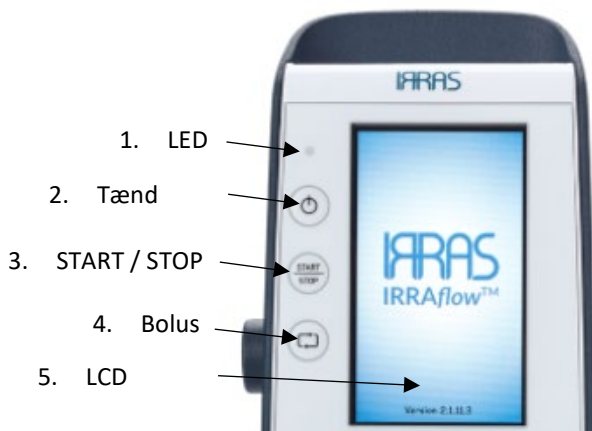 IRRAS
1. LED
2. Tænd
3. START / STOP
START
STOP
4. Bolus
5. LCD
IRRAS
IRRAflow™
Version 2.1.11.3